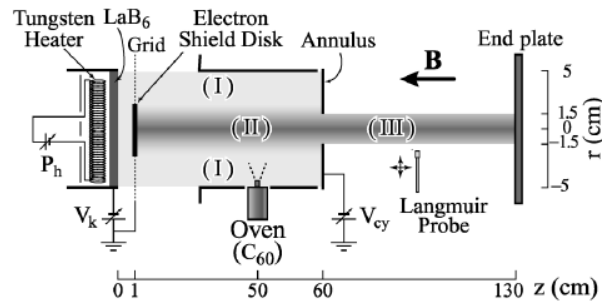 Tungsten
Heater
LaB₆
Grid
Electron
Shield Disk
Annulus
End plate
(I)
(II)
(III)
(I)
B
5
1.5
0
−1.5
−5
r (cm)
Pₕ
Vₖ
Oven
(C₆₀)
V_cy
Langmuir
Probe
0 1 50 60 130 z (cm)